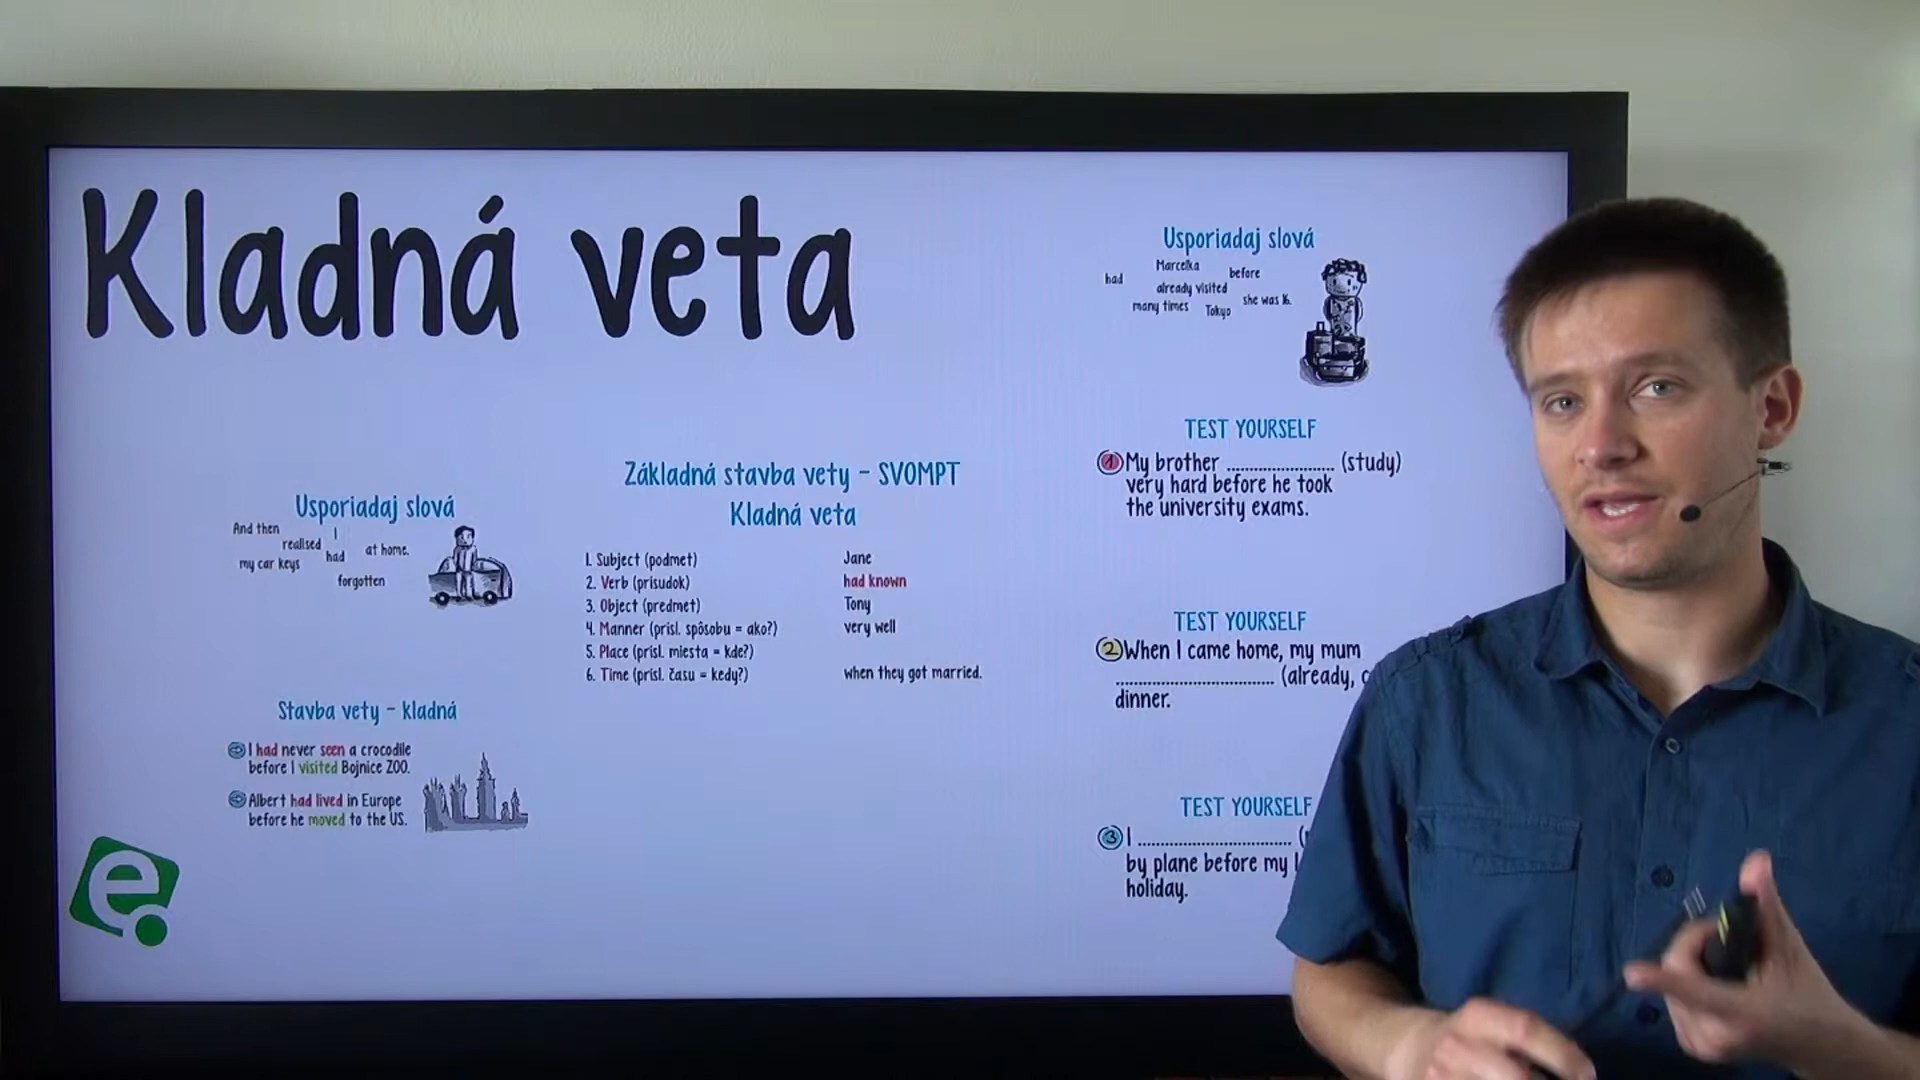 Kladná veta
Usporiadaj slová
And then
I
realised
had
at home.
my car keys
forgotten
Stavba vety - kladná
I had never seen a crocodile
before I visited Bojnice ZOO.
Albert had lived in Europe
before he moved to the US.
Základná stavba vety - SVOMPT
Kladná veta
1. Subject (podmet) Jane
2. Verb (prísudok) had known
3. Object (predmet) Tony
4. Manner (prísl. spôsobu = ako?) very well
5. Place (prísl. miesta = kde?)
6. Time (prísl. času = kedy?) when they got married.
Usporiadaj slová
Marcelka
had
before
already visited
many times
Tokyo
she was 16.
TEST YOURSELF
1 My brother ........................ (study)
very hard before he took
the university exams.
TEST YOURSELF
2 When I came home, my mum
.................................. (already,
dinner.
TEST YOURSELF
3 I .................................. (
by plane before my
holiday.
e